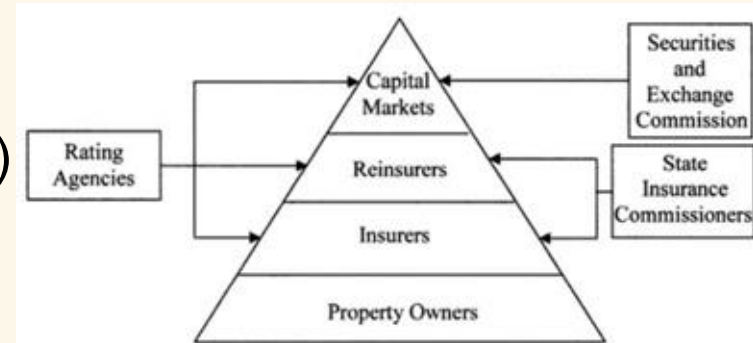 )
Rating
Agencies
Capital
Markets
Reinsurers
Insurers
Property Owners
Securities
and
Exchange
Commission
State
Insurance
Commissioners